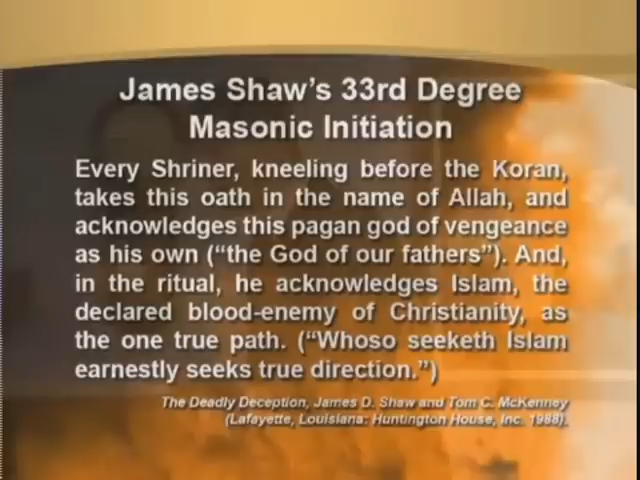 James Shaw's 33rd Degree
Masonic Initiation
Every Shriner, kneeling before the Koran,
takes this oath in the name of Allah, and
acknowledges this pagan god of vengeance
as his own ("the God of our fathers"). And,
in the ritual, he acknowledges Islam, the
declared blood-enemy of Christianity, as
the one true path. ("Whoso seeketh Islam
earnestly seeks true direction.")
The Deadly Deception, James D. Shaw and Tom C. McKenney
(Lafayette, Louisiana: Huntington House, Inc. 1988).